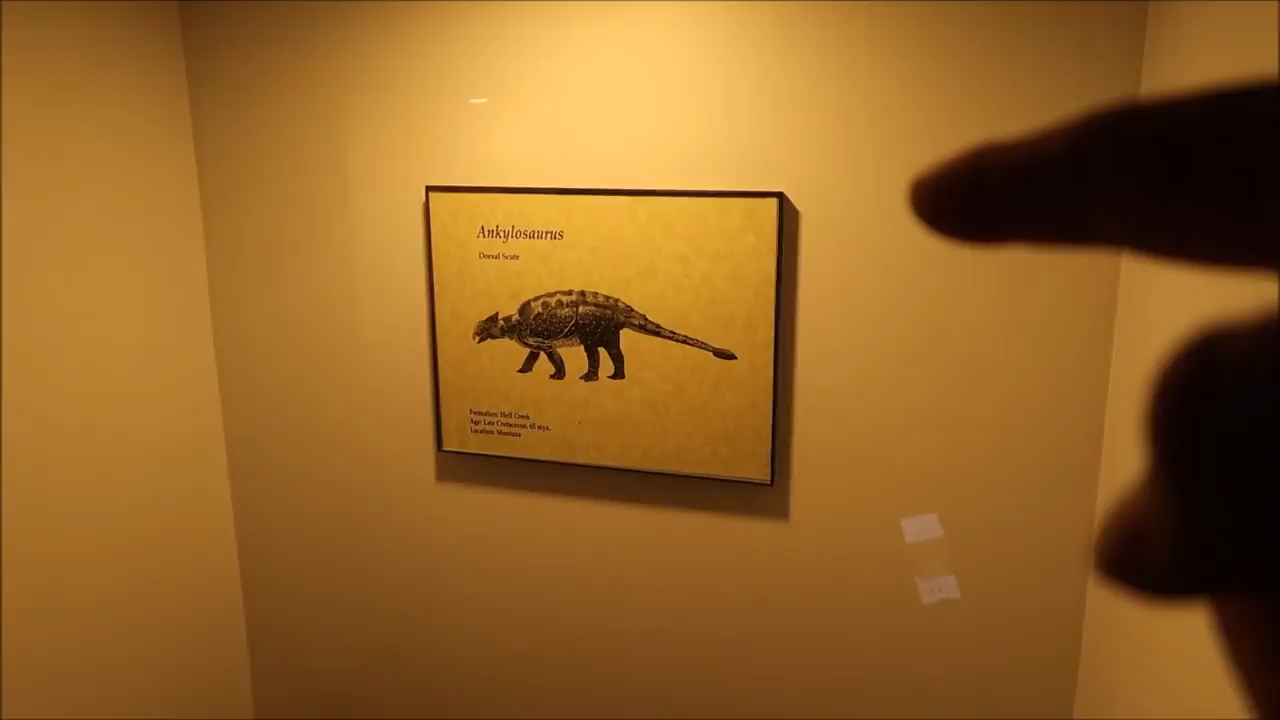 Ankylosaurus
Dorsal Scute
Formation: Hell Creek
Age: Late Cretaceous, 65 mya.
Location: Montana